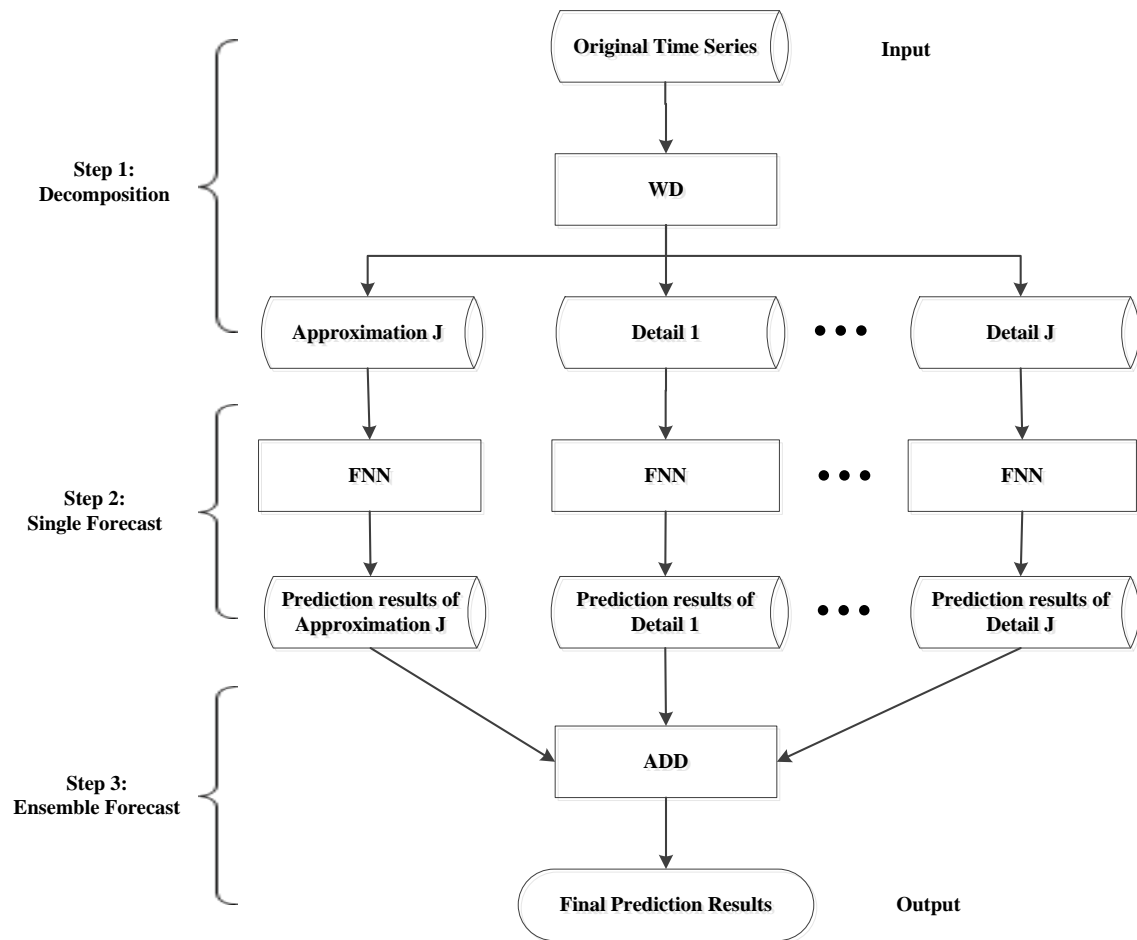 Original Time Series
Input
Step 1:
Decomposition
WD
Approximation J
Detail 1
Detail J
FNN
FNN
FNN
Step 2:
Single Forecast
Prediction results of
Approximation J
Prediction results of
Detail 1
Prediction results of
Detail J
ADD
Step 3:
Ensemble Forecast
Final Prediction Results
Output